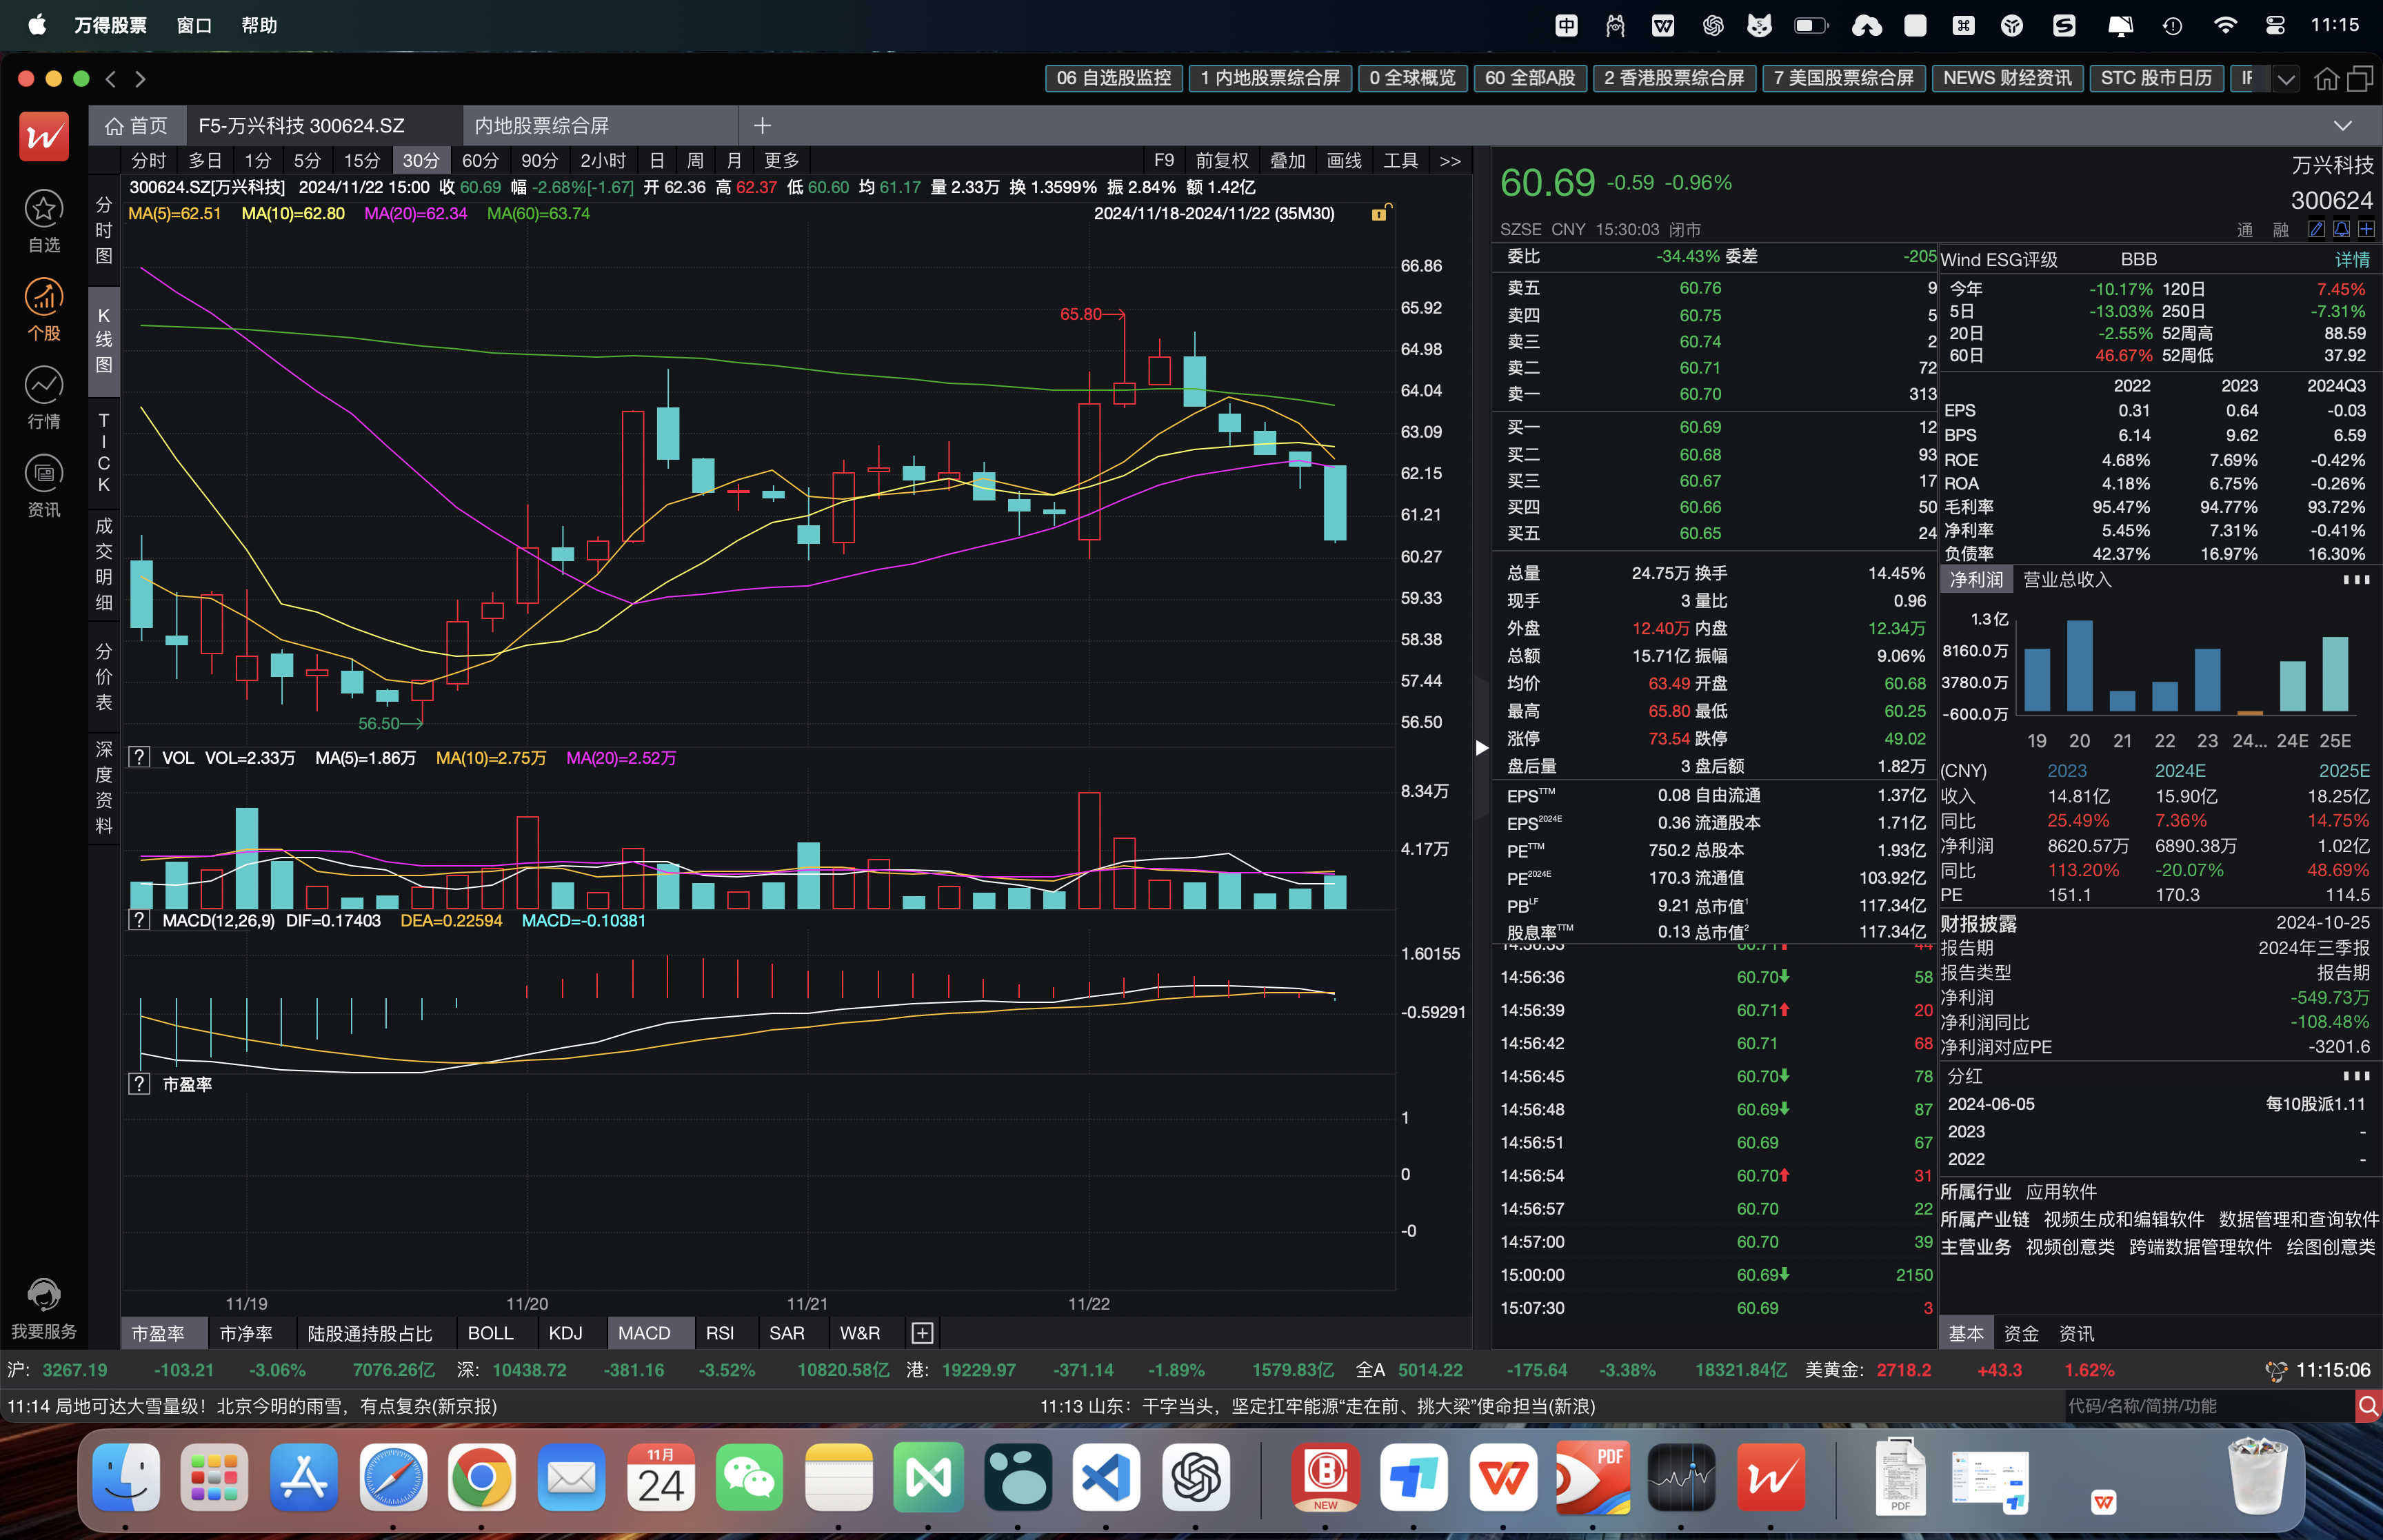 万得股票 窗口 帮助 11:15
06 自选股监控 1 内地股票综合屏 0 全球概览 60 全部A股 2 香港股票综合屏 7 美国股票综合屏 NEWS 财经资讯 STC 股市日历
首页 F5-万兴科技 300624.SZ 内地股票综合屏
自选
个股
行情
资讯
我要服务
分时图
K线图
TICK
成交明细
分价表
深度资料
分时 多日 1分 5分 15分 30分 60分 90分 2小时 日 周 月 更多 F9 前复权 叠加 画线 工具 >>
300624.SZ[万兴科技] 2024/11/22 15:00 收 60.69 幅 -2.68%[-1.67] 开 62.36 高 62.37 低 60.60 均 61.17 量 2.33万 换 1.3599% 振 2.84% 额 1.42亿
MA(5)=62.51 MA(10)=62.80 MA(20)=62.34 MA(60)=63.74 2024/11/18-2024/11/22 (35M30)
66.86
65.92
65.80
64.98
64.04
63.09
62.15
61.21
60.27
59.33
58.38
57.44
56.50
56.50
? VOL VOL=2.33万 MA(5)=1.86万 MA(10)=2.75万 MA(20)=2.52万
8.34万
4.17万
? MACD(12,26,9) DIF=0.17403 DEA=0.22594 MACD=-0.10381
1.60155
-0.59291
? 市盈率
1
0
-0
11/19 11/20 11/21 11/22
市盈率 市净率 陆股通持股占比 BOLL KDJ MACD RSI SAR W&R
60.69 -0.59 -0.96%
万兴科技
300624
SZSE CNY 15:30:03 闭市 通 融
委比 -34.43% 委差 -205
卖五 60.76 9
卖四 60.75 5
卖三 60.74 2
卖二 60.71 72
卖一 60.70 313
买一 60.69 12
买二 60.68 93
买三 60.67 17
买四 60.66 50
买五 60.65 24
总量 24.75万 换手 14.45%
现手 3 量比 0.96
外盘 12.40万 内盘 12.34万
总额 15.71亿 振幅 9.06%
均价 63.49 开盘 60.68
最高 65.80 最低 60.25
涨停 73.54 跌停 49.02
盘后量 3 盘后额 1.82万
EPSTTM 0.08 自由流通 1.37亿
EPS2024E 0.36 流通股本 1.71亿
PETTM 750.2 总股本 1.93亿
PE2024E 170.3 流通值 103.92亿
PBLF 9.21 总市值1 117.34亿
股息率TTM 0.13 总市值2 117.34亿
14:56:36 60.70 58
14:56:39 60.71 20
14:56:42 60.71 68
14:56:45 60.70 78
14:56:48 60.69 87
14:56:51 60.69 67
14:56:54 60.70 31
14:56:57 60.70 22
14:57:00 60.70 39
15:00:00 60.69 2150
15:07:30 60.69 3
Wind ESG评级 BBB 详情
今年 -10.17% 120日 7.45%
5日 -13.03% 250日 -7.31%
20日 -2.55% 52周高 88.59
60日 46.67% 52周低 37.92
2022 2023 2024Q3
EPS 0.31 0.64 -0.03
BPS 6.14 9.62 6.59
ROE 4.68% 7.69% -0.42%
ROA 4.18% 6.75% -0.26%
毛利率 95.47% 94.77% 93.72%
净利率 5.45% 7.31% -0.41%
负债率 42.37% 16.97% 16.30%
净利润 营业总收入
1.3亿
8160.0万
3780.0万
-600.0万
19 20 21 22 23 24... 24E 25E
(CNY) 2023 2024E 2025E
收入 14.81亿 15.90亿 18.25亿
同比 25.49% 7.36% 14.75%
净利润 8620.57万 6890.38万 1.02亿
同比 113.20% -20.07% 48.69%
PE 151.1 170.3 114.5
财报披露 2024-10-25
报告期 2024年三季报
报告类型 报告期
净利润 -549.73万
净利润同比 -108.48%
净利润对应PE -3201.6
分红
2024-06-05 每10股派1.11
2023 -
2022 -
所属行业 应用软件
所属产业链 视频生成和编辑软件 数据管理和查询软件
主营业务 视频创意类 跨端数据管理软件 绘图创意类
基本 资金 资讯
沪: 3267.19 -103.21 -3.06% 7076.26亿 深: 10438.72 -381.16 -3.52% 10820.58亿 港: 19229.97 -371.14 -1.89% 1579.83亿 全A 5014.22 -175.64 -3.38% 18321.84亿 美黄金: 2718.2 +43.3 1.62% 11:15:06
11:14 局地可达大雪量级！北京今明的雨雪，有点复杂(新京报) 11:13 山东：干字当头，坚定扛牢能源“走在前、挑大梁”使命担当(新浪) 代码/名称/简拼/功能
11月
24
NEW
PDF
PDF